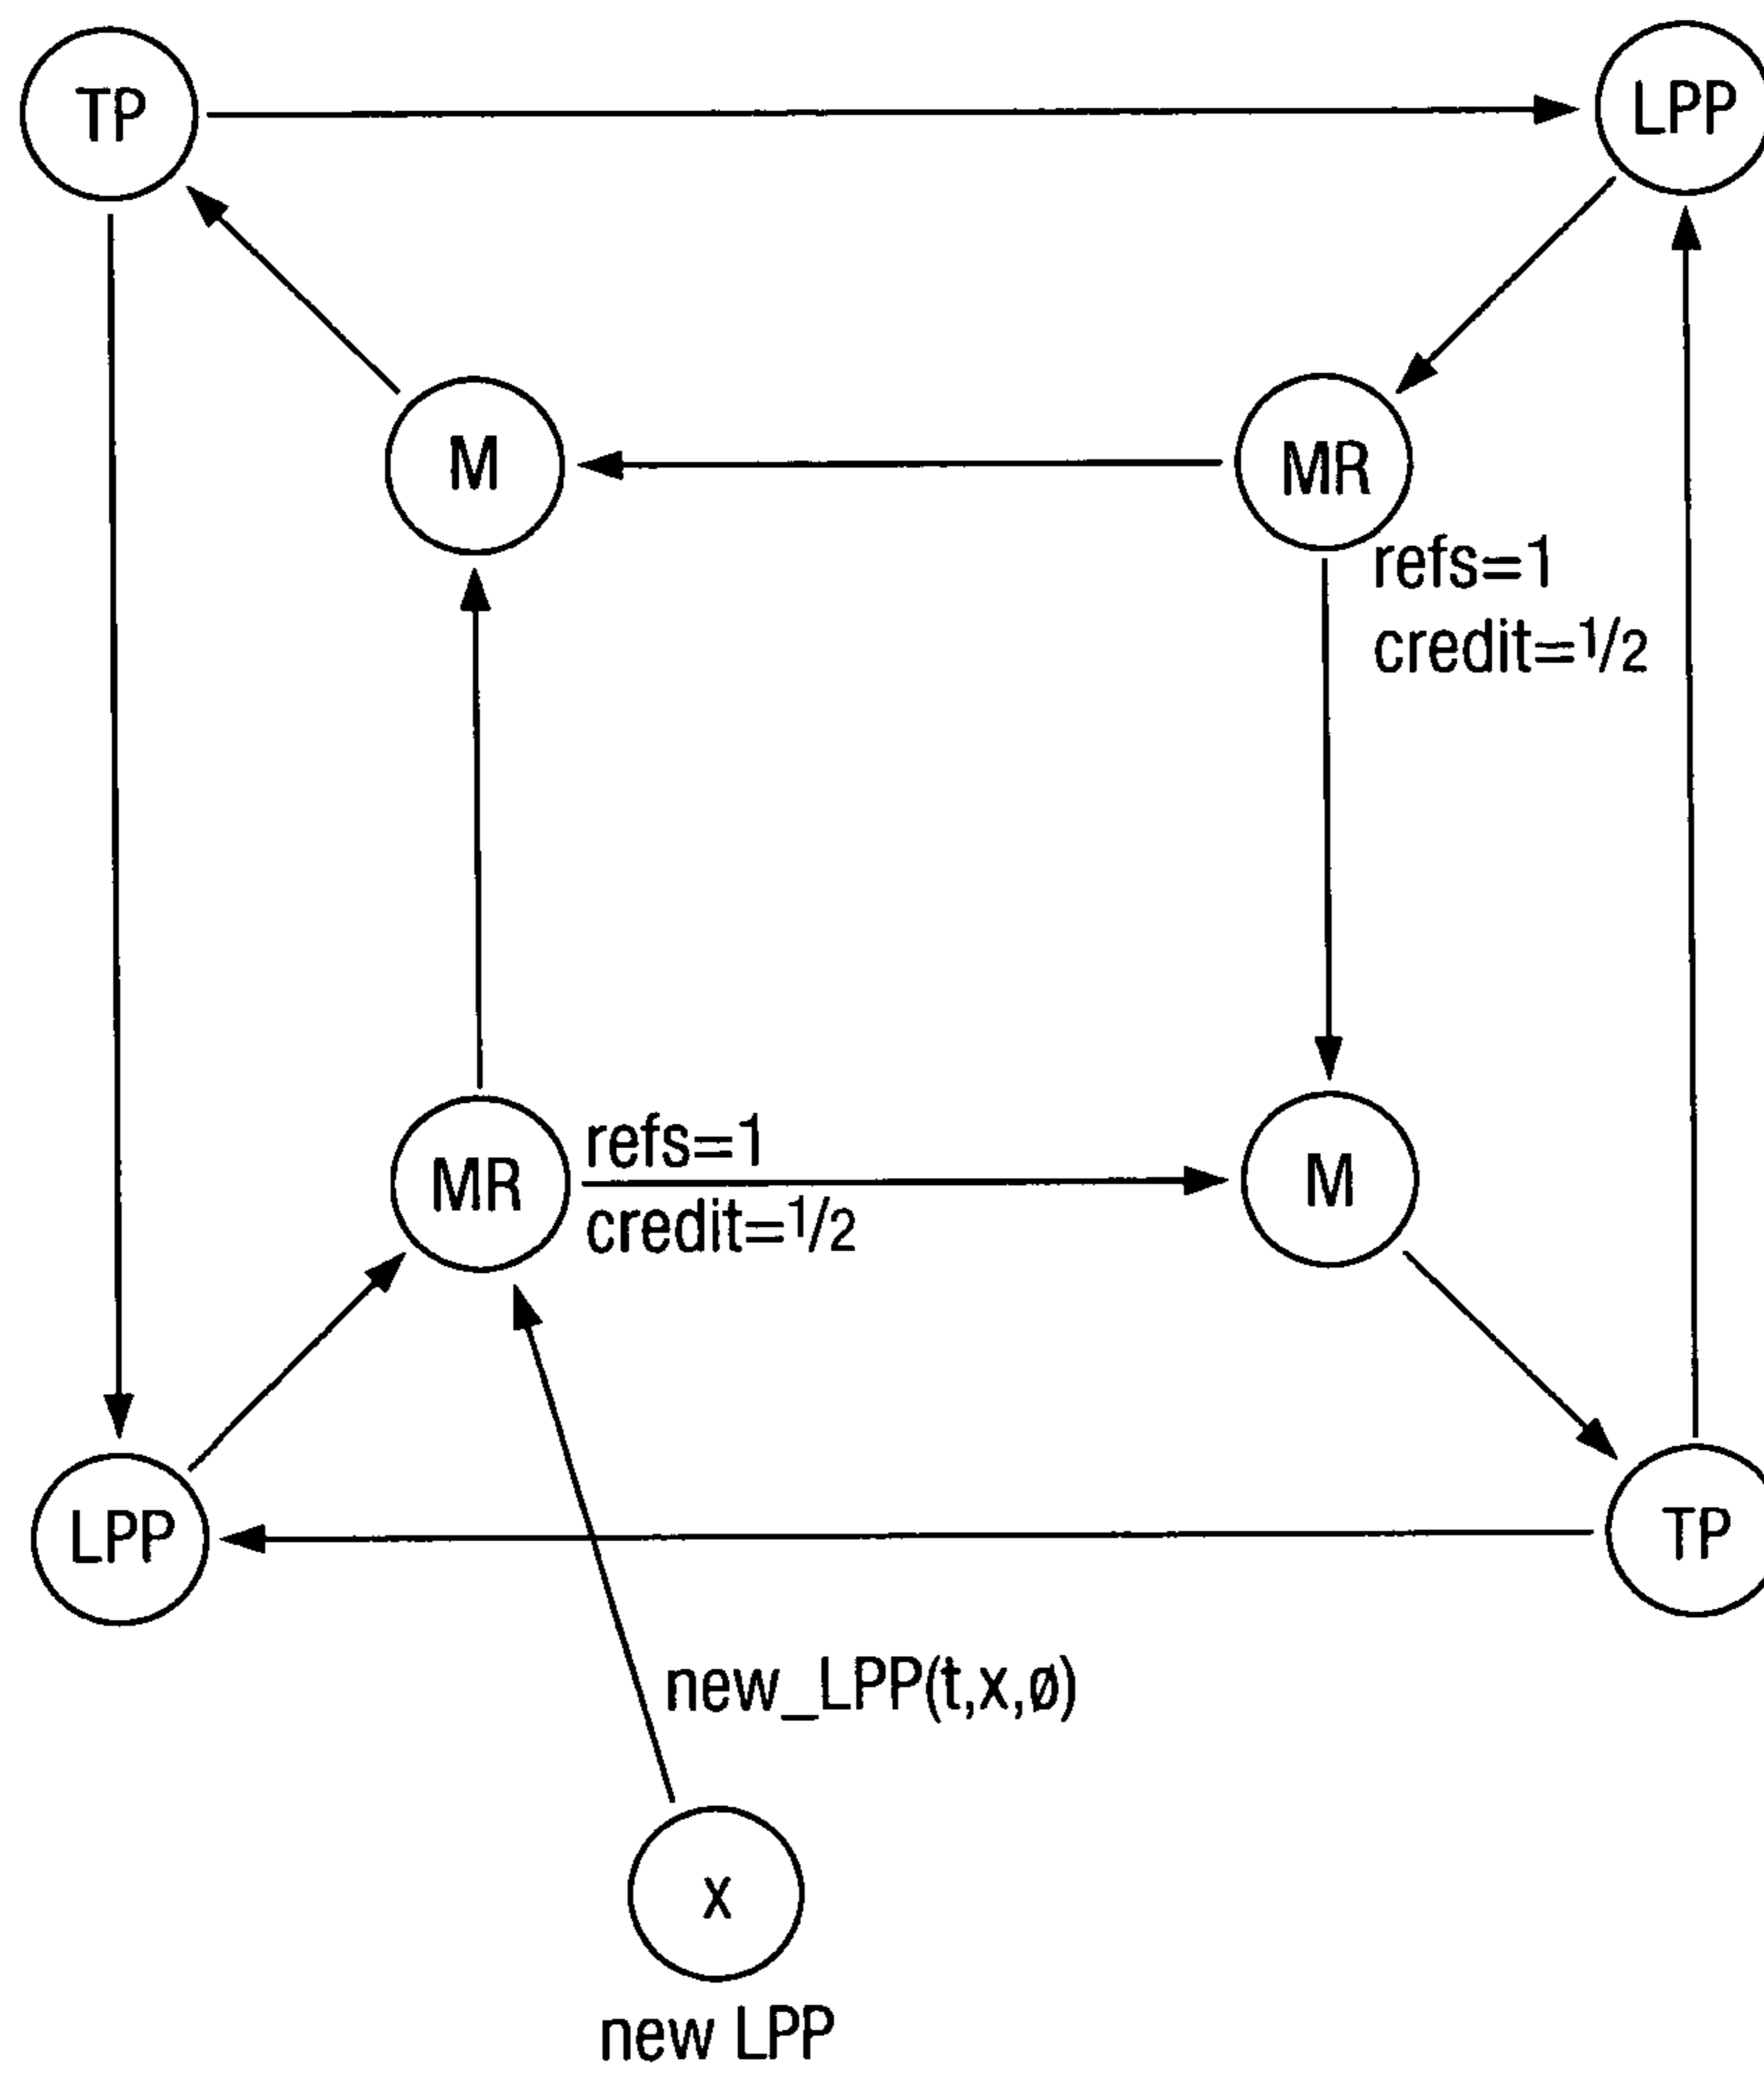 TP
LPP
M
MR
refs=1
credit=1/2
MR
refs=1
credit=1/2
M
LPP
TP
new_LPP(t,x,ø)
x
new LPP